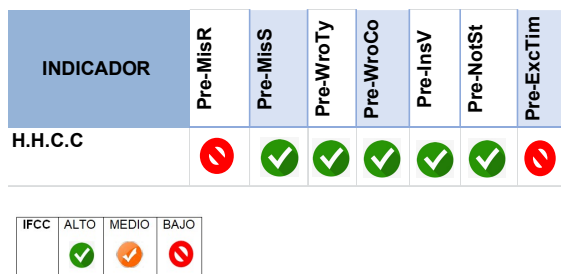 INDICADOR
Pre-MisR
Pre-MisS
Pre-WroTy
Pre-WroCo
Pre-InsV
Pre-NotSt
Pre-ExcTim
H.H.C.C
IFCC ALTO MEDIO BAJO